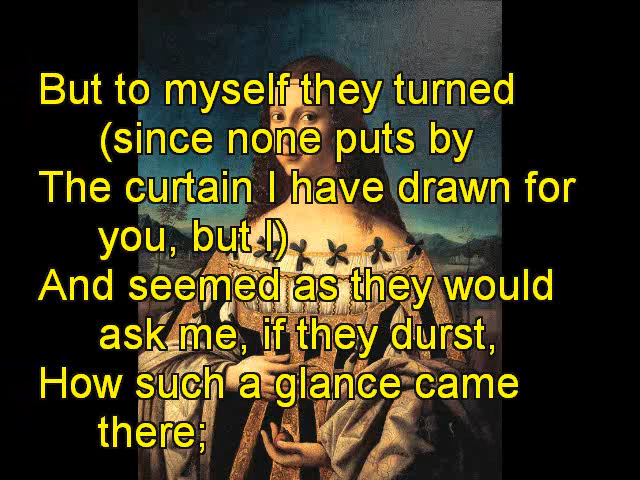 But to myself they turned
(since none puts by
The curtain I have drawn for
you, but I)
And seemed as they would
ask me, if they durst,
How such a glance came
there;